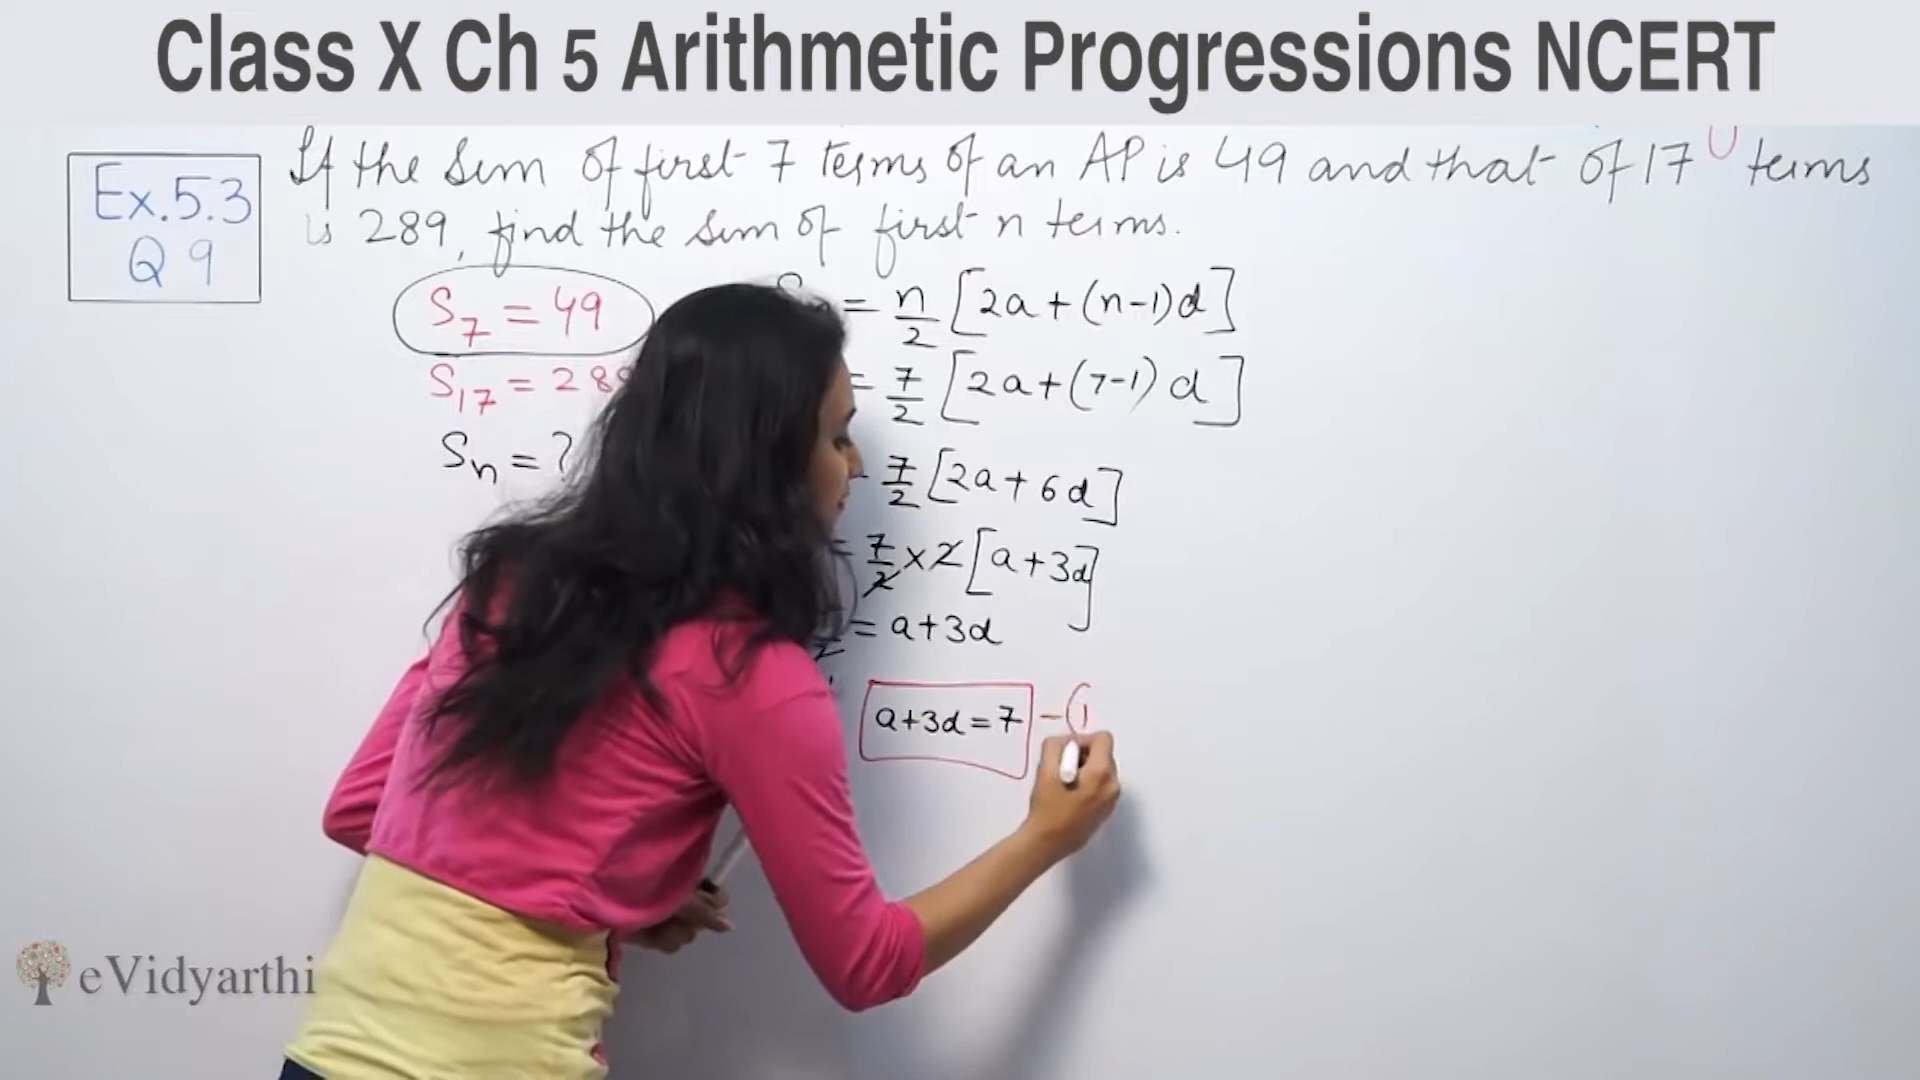 Class X Ch 5 Arithmetic Progressions NCERT
Ex.5.3
Q 9
If the Sum of first 7 terms of an AP is 49 and that of 17 terms
is 289, find the sum of first n terms.
S₇ = 49
S₁₇ = 289
Sₙ = ?
= n/2 [2a + (n-1)d]
= 7/2 [2a + (7-1)d]
7/2 [2a + 6d]
= 7/2 × 2 [a + 3d]
= a + 3d
a + 3d = 7 - (1
eVidyarthi